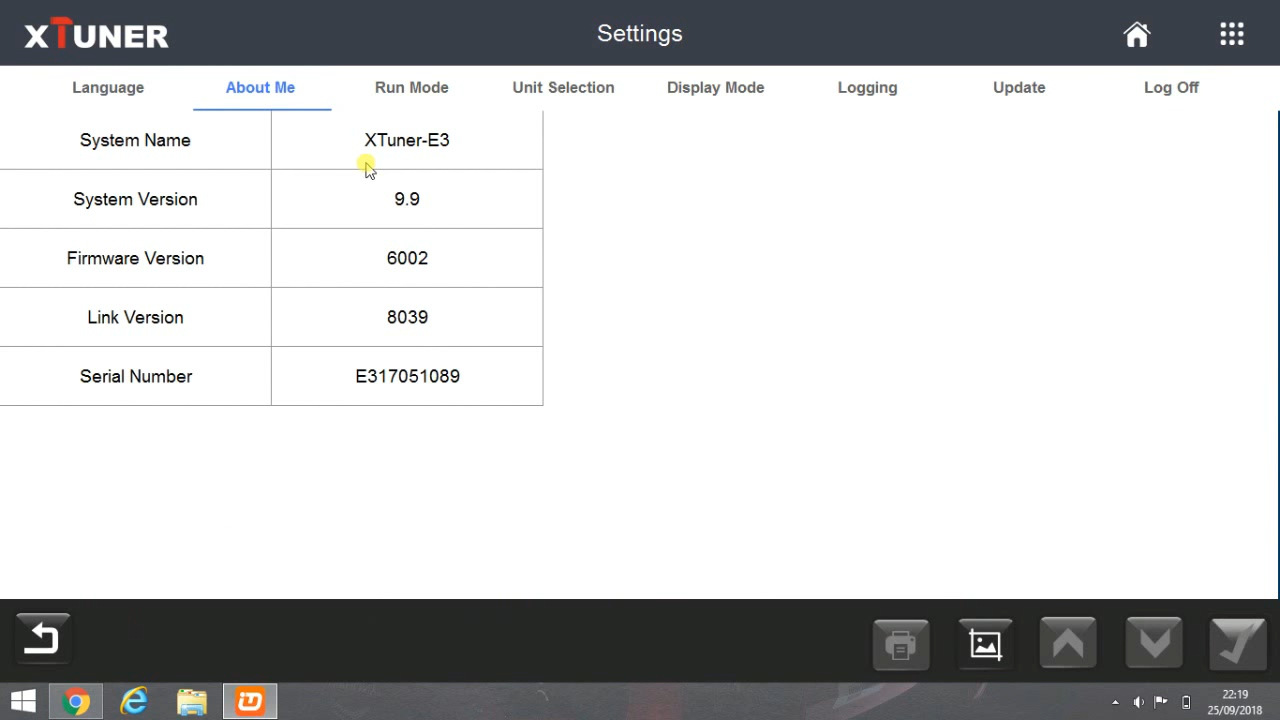 XTUNER
Settings
Language About Me Run Mode Unit Selection Display Mode Logging Update Log Off
System Name XTuner-E3
System Version 9.9
Firmware Version 6002
Link Version 8039
Serial Number E317051089
22:19
25/09/2018